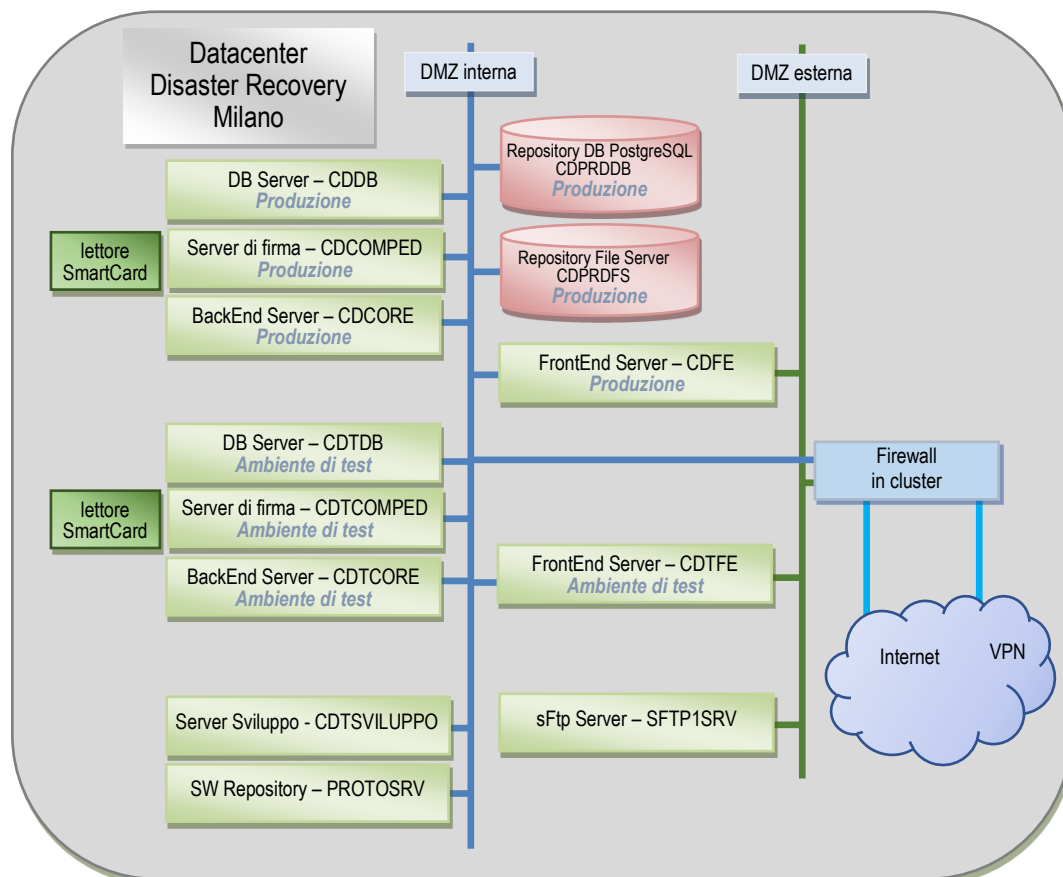 Datacenter
Disaster Recovery
Milano
DMZ interna
DMZ esterna
Repository DB PostgreSQL
CDPRDDB
Produzione
DB Server – CDDB
Produzione
lettore
SmartCard
Server di firma – CDCOMPED
Produzione
Repository File Server
CDPRDFS
Produzione
BackEnd Server – CDCORE
Produzione
FrontEnd Server – CDFE
Produzione
DB Server – CDTDB
Ambiente di test
Firewall
in cluster
lettore
SmartCard
Server di firma – CDTCOMPED
Ambiente di test
BackEnd Server – CDTCORE
Ambiente di test
FrontEnd Server – CDTFE
Ambiente di test
Internet
VPN
Server Sviluppo - CDTSVILUPPO
sFtp Server – SFTP1SRV
SW Repository – PROTOSRV